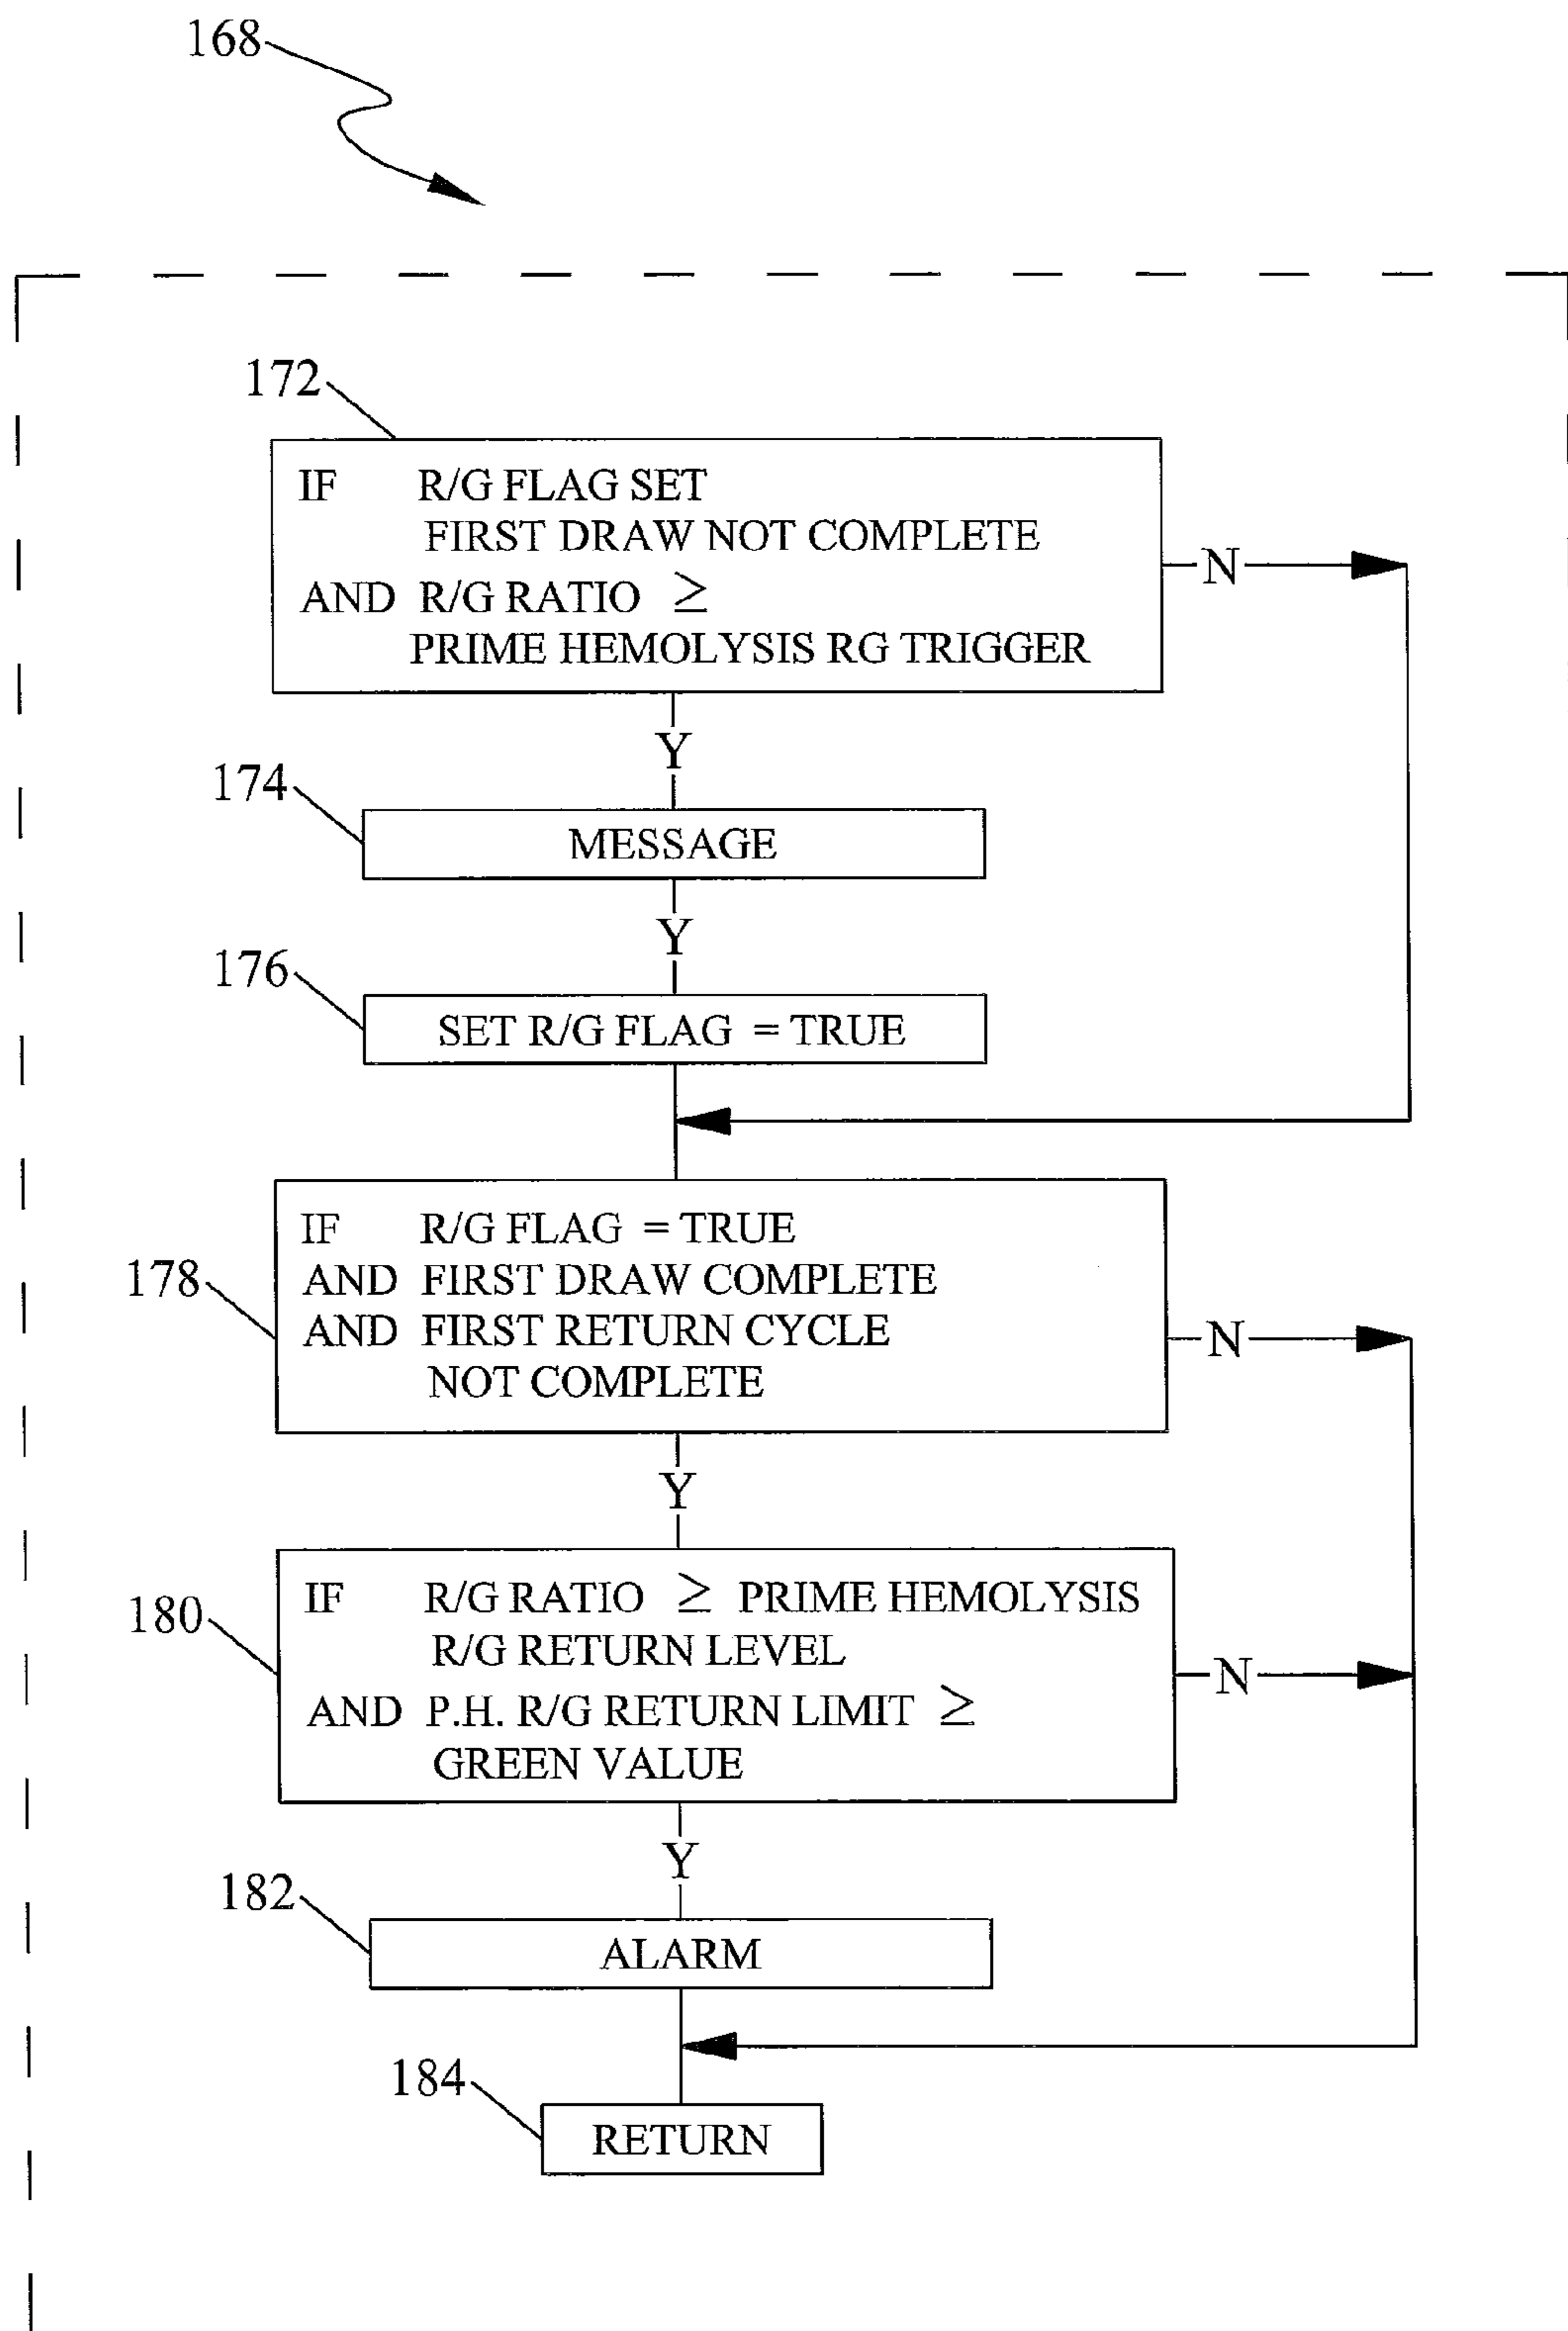 168
172
IF R/G FLAG SET
FIRST DRAW NOT COMPLETE
AND R/G RATIO ≥
PRIME HEMOLYSIS RG TRIGGER
N
Y
174
MESSAGE
Y
176
SET R/G FLAG = TRUE
178
IF R/G FLAG = TRUE
AND FIRST DRAW COMPLETE
AND FIRST RETURN CYCLE
NOT COMPLETE
N
Y
180
IF R/G RATIO ≥ PRIME HEMOLYSIS
R/G RETURN LEVEL
AND P.H. R/G RETURN LIMIT ≥
GREEN VALUE
N
Y
182
ALARM
184
RETURN